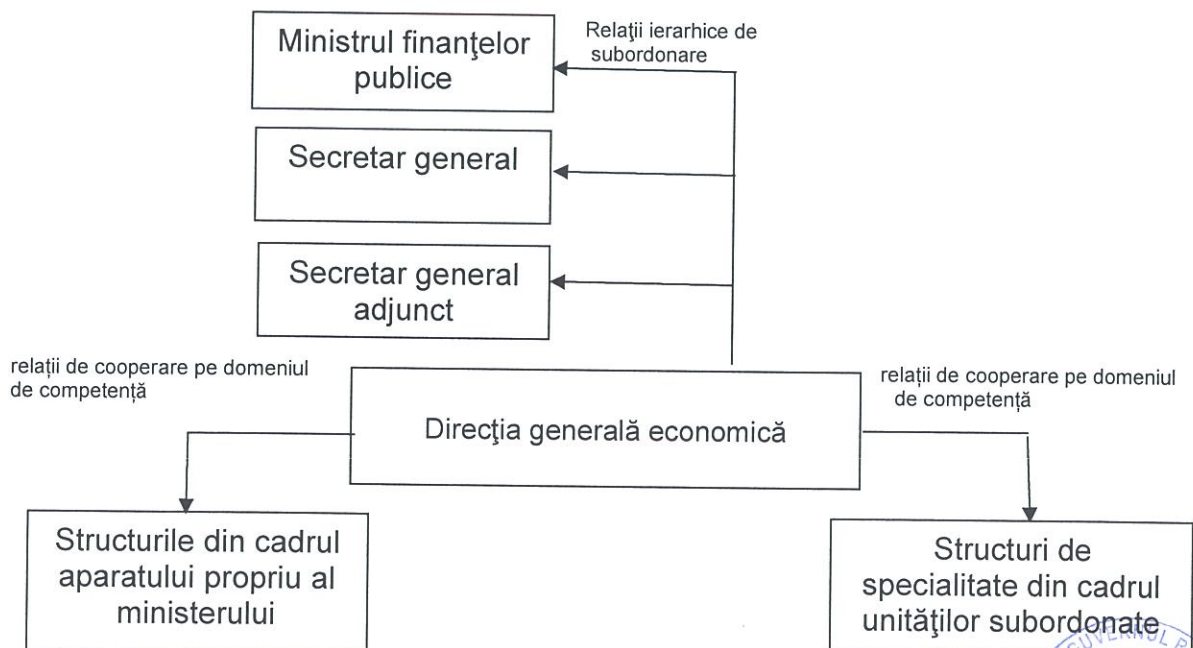 Relaţii ierarhice de
subordonare
Ministrul finanţelor
publice
Secretar general
Secretar general
adjunct
relații de cooperare pe domeniul
de competență
relații de cooperare pe domeniul
de competență
Direcţia generală economică
Structurile din cadrul
aparatului propriu al
ministerului
Structuri de
specialitate din cadrul
unităţilor subordonate
GUVERNUL R